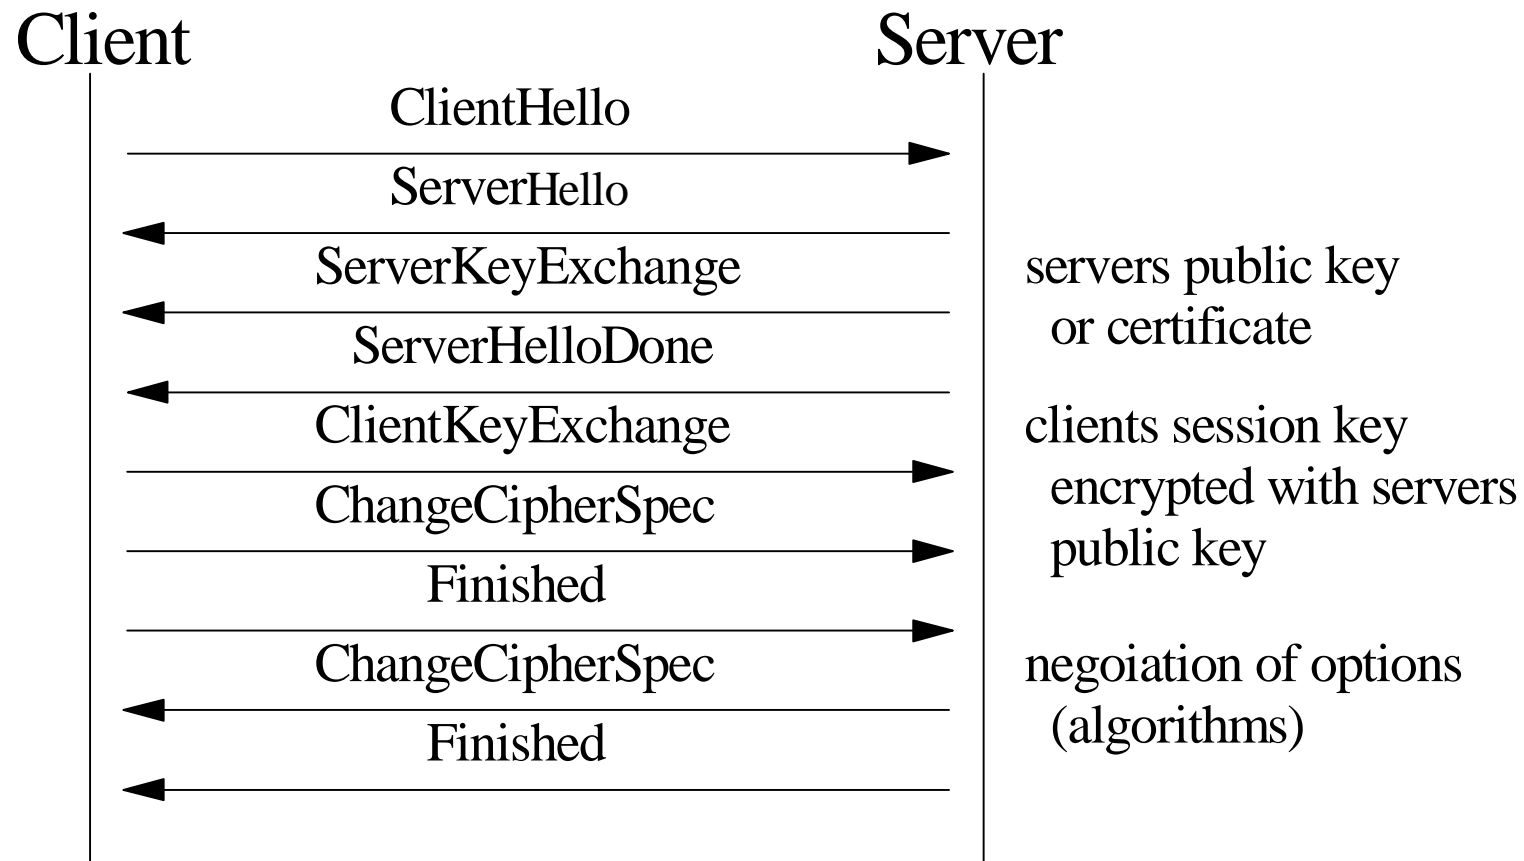 Client
Server
ClientHello
ServerHello
ServerKeyExchange
servers public key
or certificate
ServerHelloDone
ClientKeyExchange
clients session key
encrypted with servers
public key
ChangeCipherSpec
Finished
ChangeCipherSpec
negoiation of options
(algorithms)
Finished